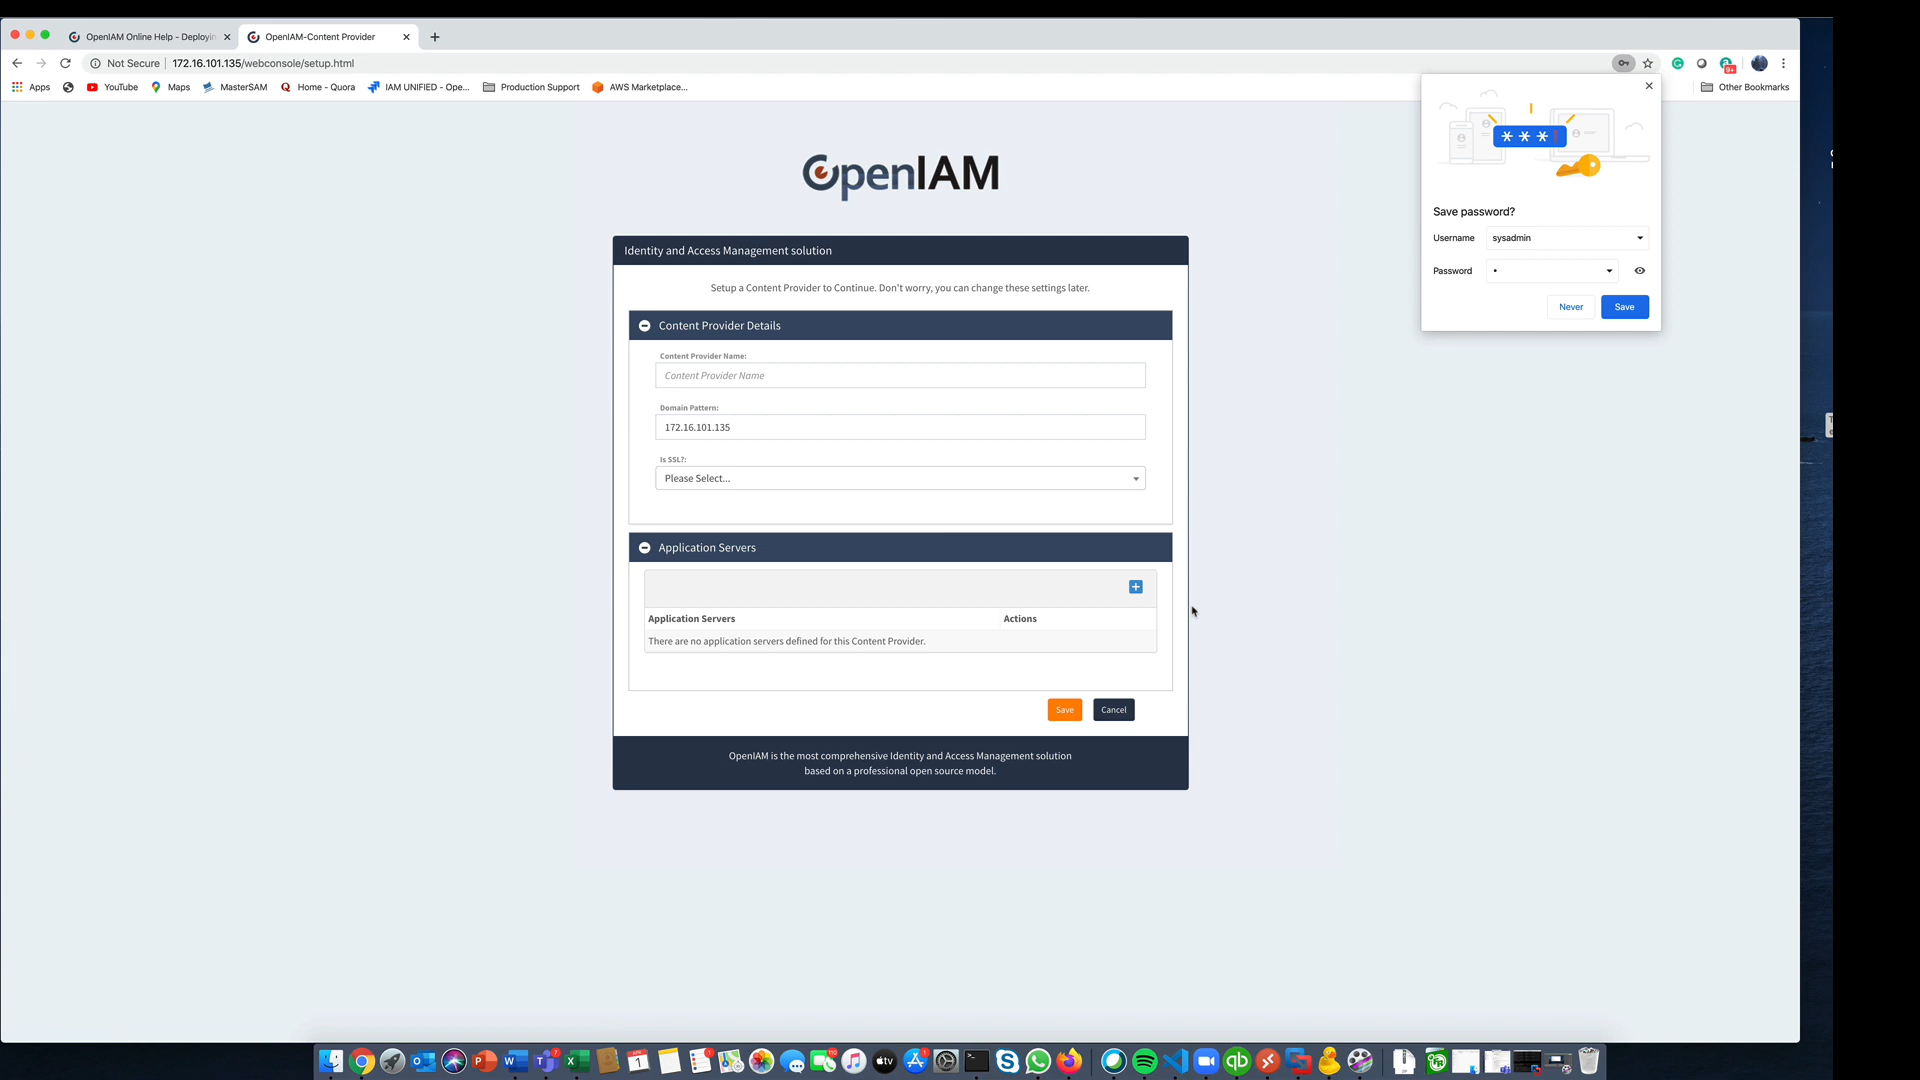 OpenIAM Online Help - Deployin
OpenIAM-Content Provider
Not Secure
172.16.101.135/webconsole/setup.html
Apps
YouTube
Maps
MasterSAM
Home - Quora
IAM UNIFIED - Ope...
Production Support
AWS Marketplace...
Other Bookmarks
***
Save password?
Username
sysadmin
Password
•
Never
Save
OpenIAM
Identity and Access Management solution
Setup a Content Provider to Continue. Don't worry, you can change these settings later.
Content Provider Details
Content Provider Name:
Content Provider Name
Domain Pattern:
172.16.101.135
Is SSL?:
Please Select...
Application Servers
Application Servers
Actions
There are no application servers defined for this Content Provider.
Save
Cancel
OpenIAM is the most comprehensive Identity and Access Management solution
based on a professional open source model.